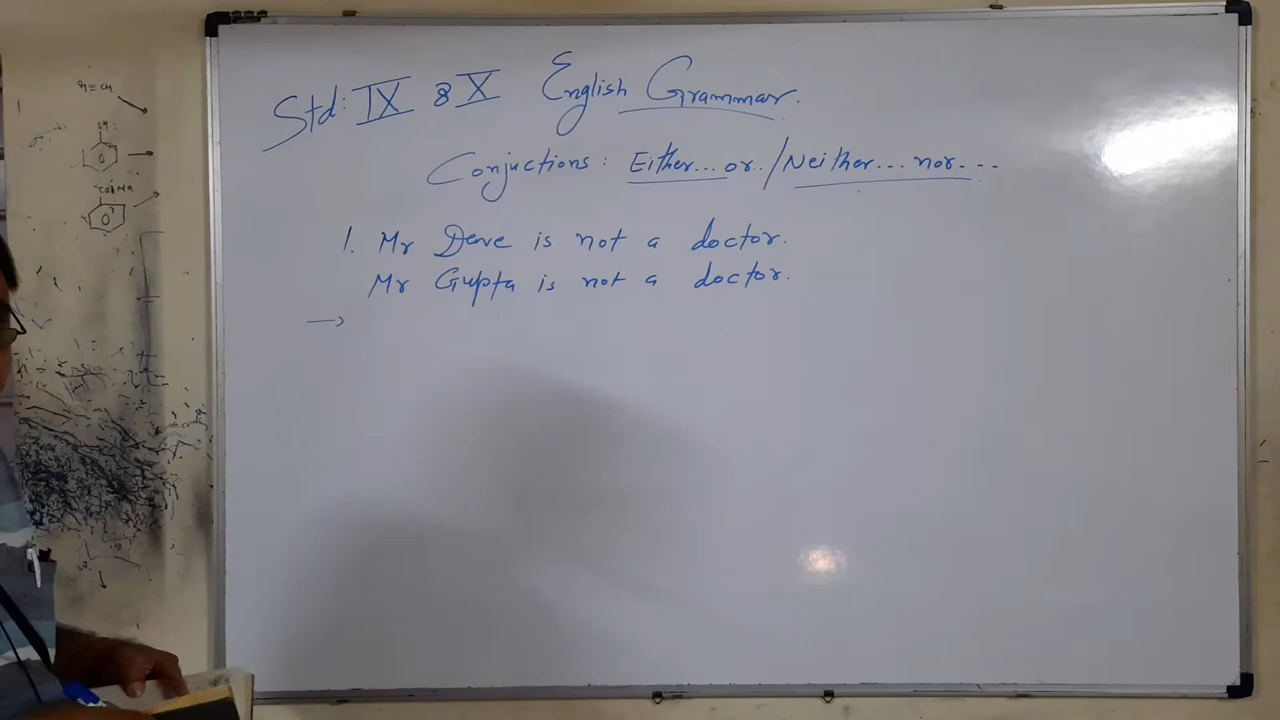 Std: IX & X English Grammar.
Conjuctions: Either...or../Neither...nor....
1. Mr Dave is not a doctor.
Mr Gupta is not a doctor.
→